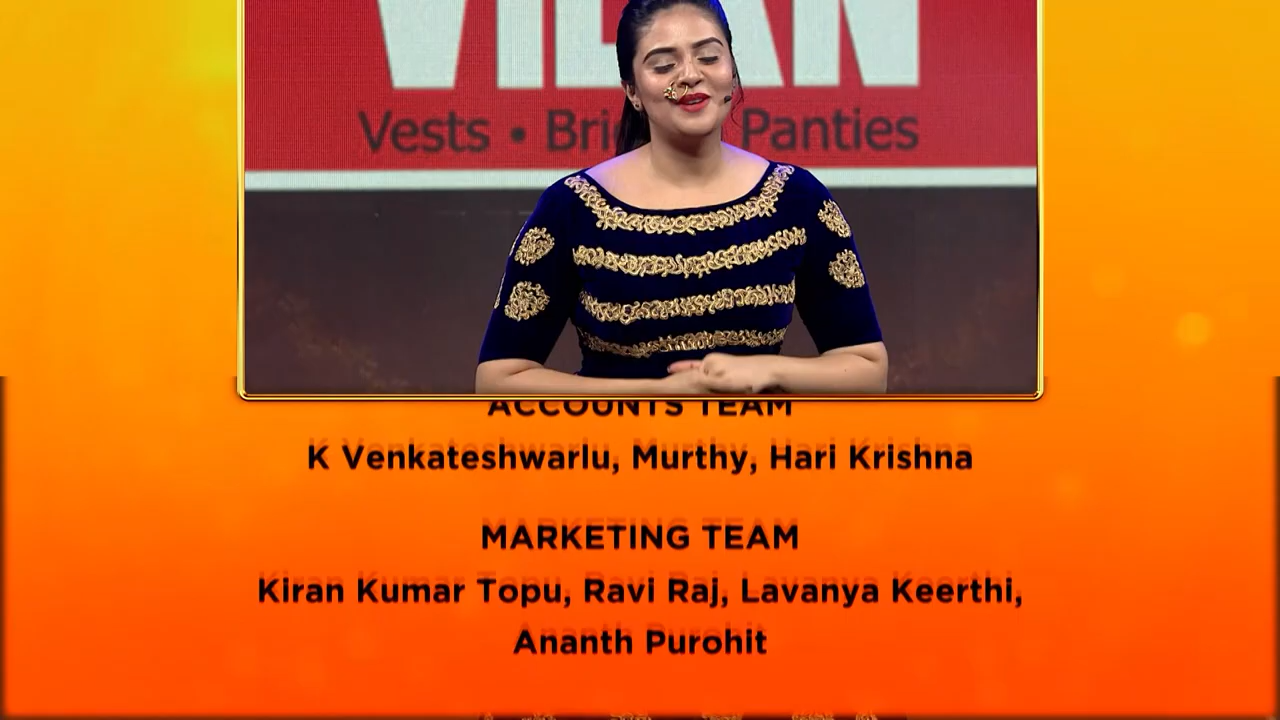 Vests • Panties
ACCOUNTS TEAM
K Venkateshwarlu, Murthy, Hari Krishna
MARKETING TEAM
Kiran Kumar Topu, Ravi Raj, Lavanya Keerthi,
Ananth Purohit